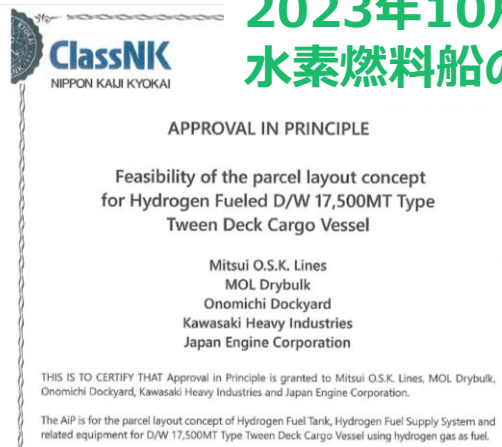 2023年10月
水素燃料船の
ClassNK
NIPPON KAIJI KYOKAI
APPROVAL IN PRINCIPLE
Feasibility of the parcel layout concept
for Hydrogen Fueled D/W 17,500MT Type
Tween Deck Cargo Vessel
Mitsui O.S.K. Lines
MOL Drybulk
Onomichi Dockyard
Kawasaki Heavy Industries
Japan Engine Corporation
THIS IS TO CERTIFY THAT Approval in Principle is granted to Mitsui O.S.K. Lines, MOL Drybulk,
Onomichi Dockyard, Kawasaki Heavy Industries and Japan Engine Corporation.
The AiP is for the parcel layout concept of Hydrogen Fuel Tank, Hydrogen Fuel Supply System and
related equipment for D/W 17,500MT Type Tween Deck Cargo Vessel using hydrogen gas as fuel.